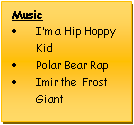 Music
• I'm a Hip Hoppy
Kid
• Polar Bear Rap
• Imir the Frost
Giant